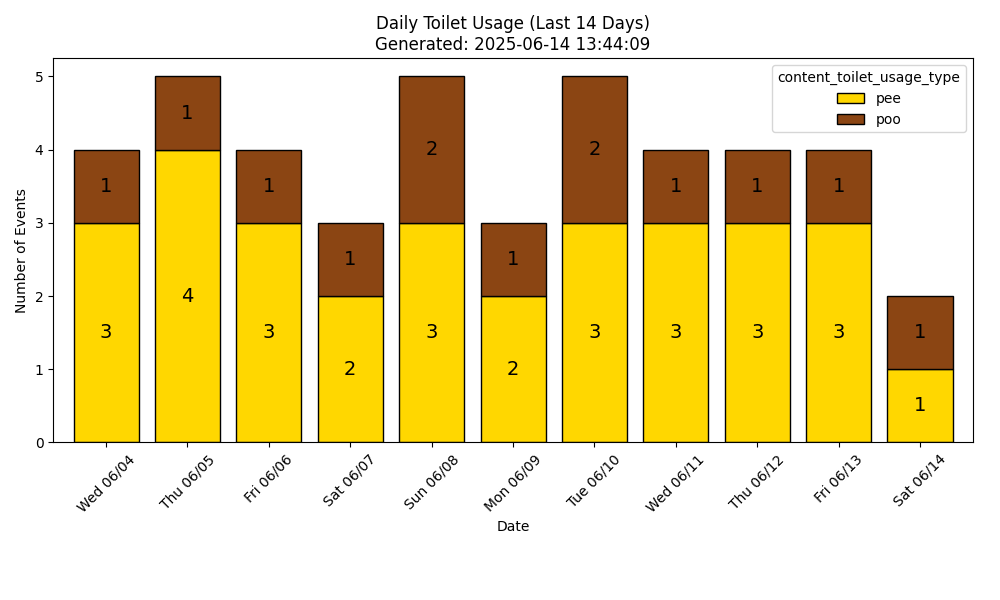 Daily Toilet Usage (Last 14 Days)
Generated: 2025-06-14 13:44:09
content_toilet_usage_type
pee
poo
Number of Events
5
4
3
2
1
0
1
1
1
1
2
1
2
1
1
1
1
3
4
3
2
3
2
3
3
3
3
1
Wed 06/04
Thu 06/05
Fri 06/06
Sat 06/07
Sun 06/08
Mon 06/09
Tue 06/10
Wed 06/11
Thu 06/12
Fri 06/13
Sat 06/14
Date